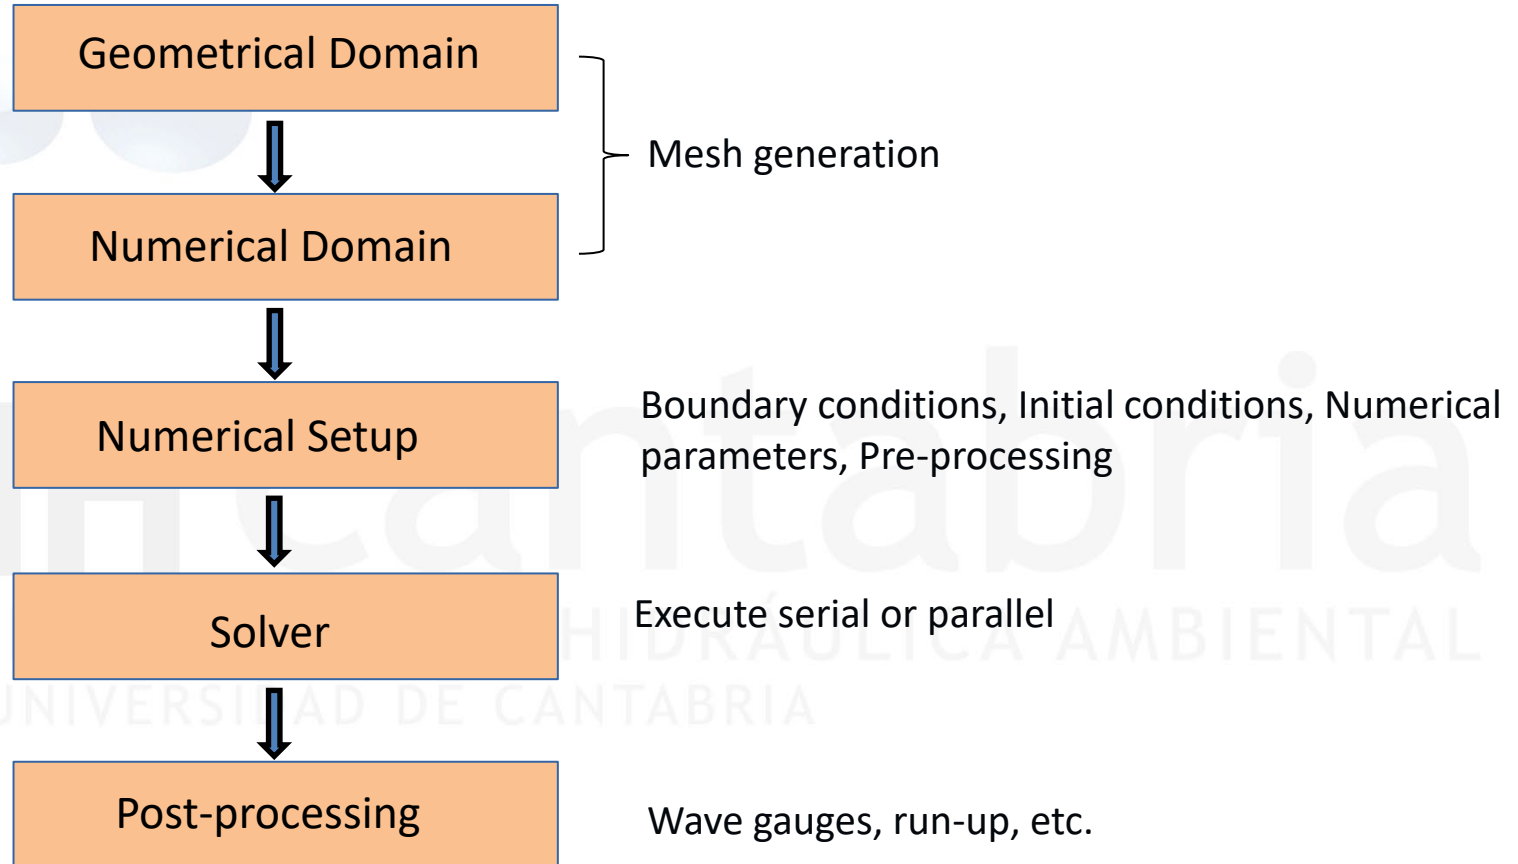 Geometrical Domain
Mesh generation
Numerical Domain
Numerical Setup
Boundary conditions, Initial conditions, Numerical
parameters, Pre-processing
Cantabria
Solver
Execute serial or parallel
HIDRÁULICA AMBIENTAL
UNIVERSIDAD DE CANTABRIA
Post-processing
Wave gauges, run-up, etc.